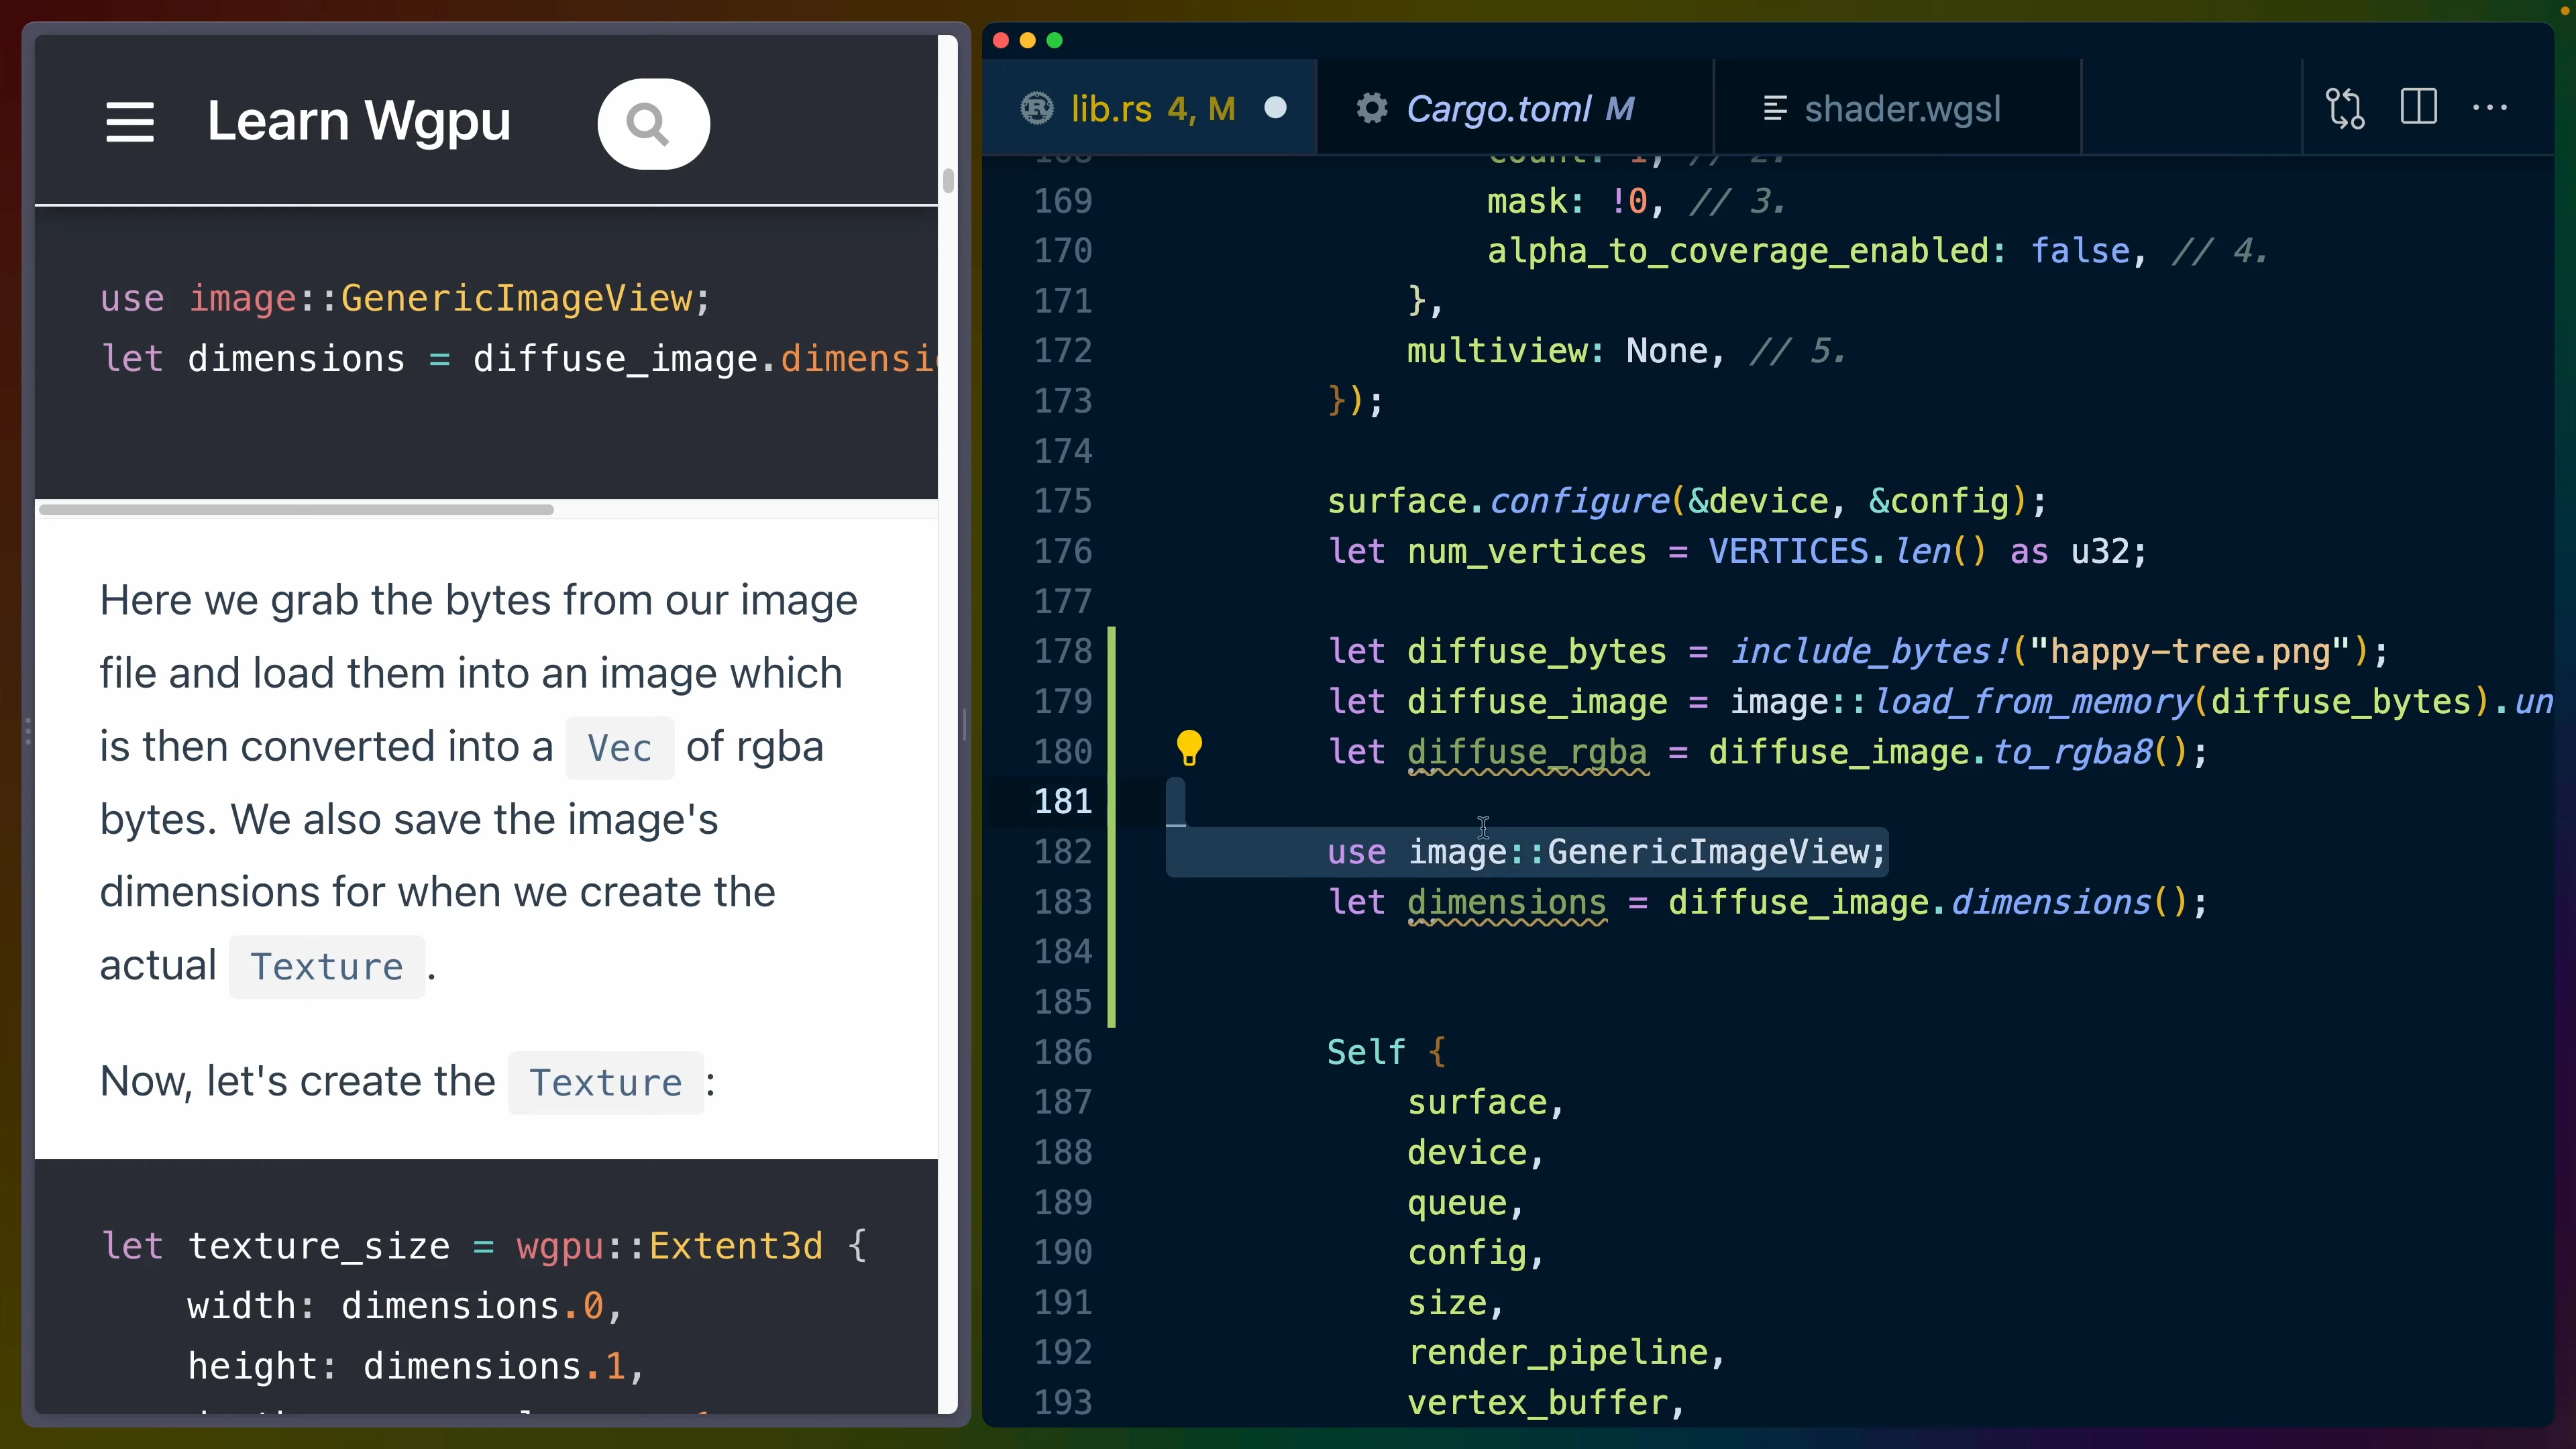 Learn Wgpu
use image::GenericImageView;
let dimensions = diffuse_image.dimensi
Here we grab the bytes from our image
file and load them into an image which
is then converted into a Vec of rgba
bytes. We also save the image's
dimensions for when we create the
actual Texture .
Now, let's create the Texture :
let texture_size = wgpu::Extent3d {
width: dimensions.0,
height: dimensions.1,
lib.rs 4, M
Cargo.toml M
shader.wgsl
168 count: 1, // 2.
169 mask: !0, // 3.
170 alpha_to_coverage_enabled: false, // 4.
171 },
172 multiview: None, // 5.
173 });
174
175 surface.configure(&device, &config);
176 let num_vertices = VERTICES.len() as u32;
177
178 let diffuse_bytes = include_bytes!("happy-tree.png");
179 let diffuse_image = image::load_from_memory(diffuse_bytes).un
180 let diffuse_rgba = diffuse_image.to_rgba8();
181
182 use image::GenericImageView;
183 let dimensions = diffuse_image.dimensions();
184
185
186 Self {
187 surface,
188 device,
189 queue,
190 config,
191 size,
192 render_pipeline,
193 vertex_buffer,